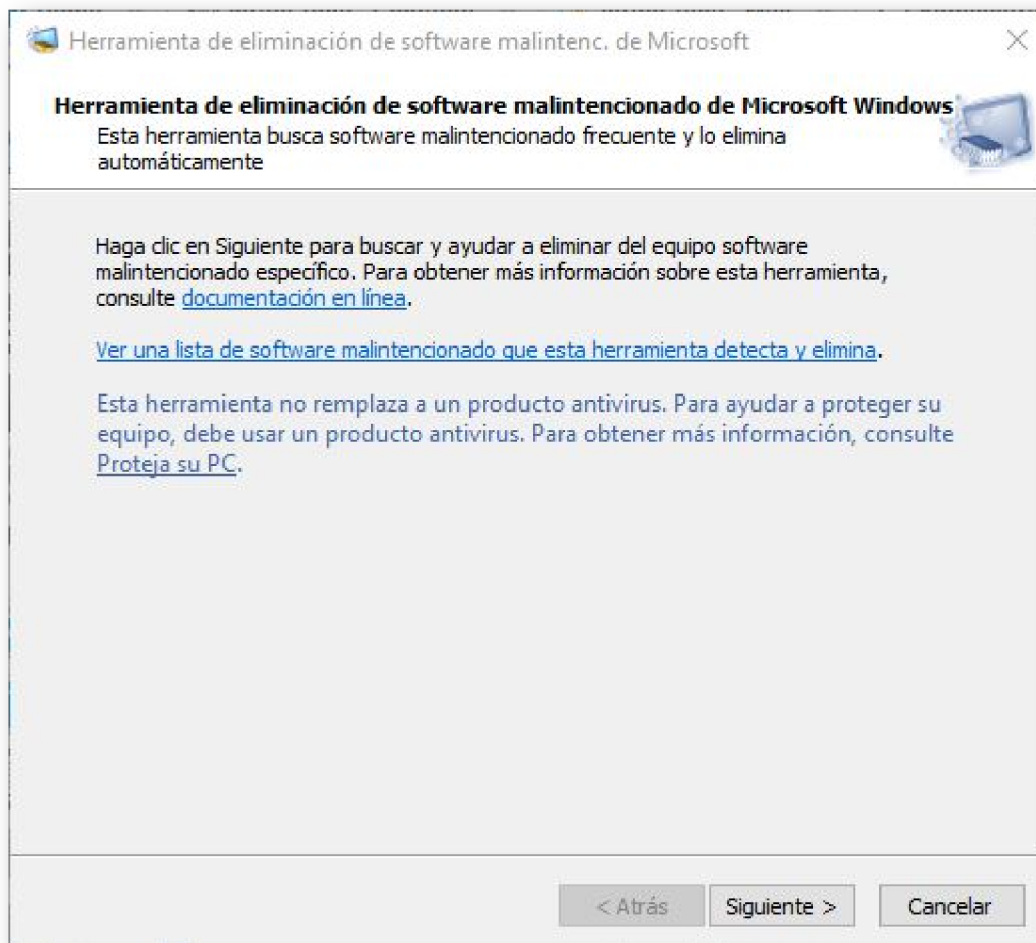 Herramienta de eliminación de software malintenc. de Microsoft
Herramienta de eliminación de software malintencionado de Microsoft Windows
Esta herramienta busca software malintencionado frecuente y lo elimina
automáticamente
Haga clic en Siguiente para buscar y ayudar a eliminar del equipo software
malintencionado específico. Para obtener más información sobre esta herramienta,
consulte documentación en línea.
Ver una lista de software malintencionado que esta herramienta detecta y elimina.
Esta herramienta no remplaza a un producto antivirus. Para ayudar a proteger su
equipo, debe usar un producto antivirus. Para obtener más información, consulte
Proteja su PC.
< Atrás Siguiente > Cancelar